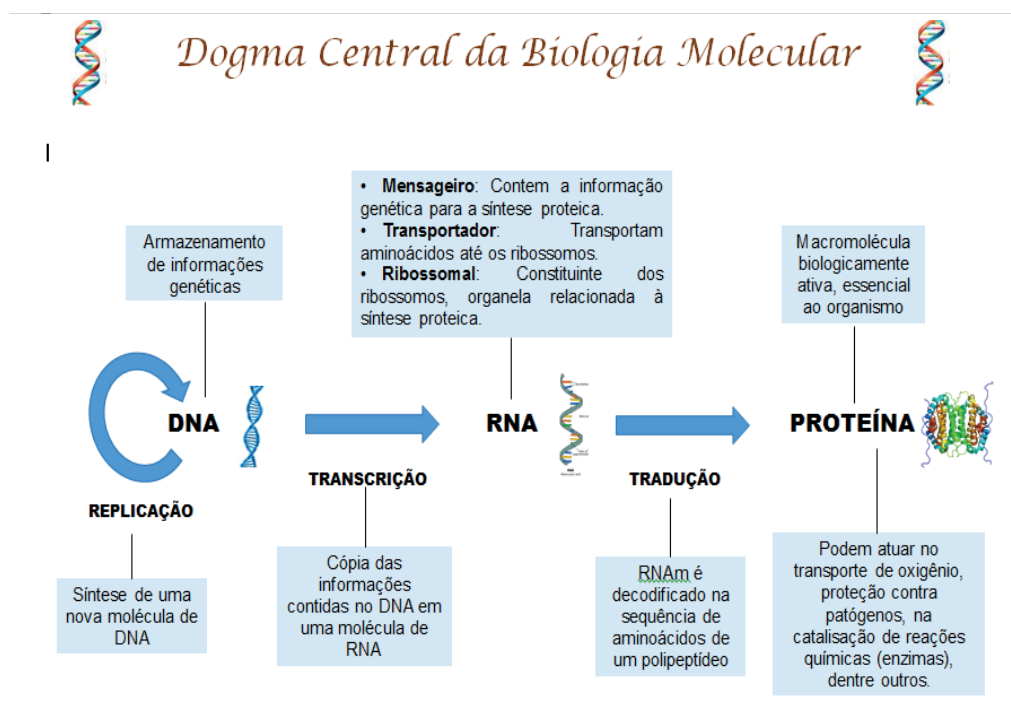 Dogma Central da Biologia Molecular
• Mensageiro: Contem a informação
genética para a síntese proteica.
• Transportador: Transportam
aminoácidos até os ribossomos.
• Ribossomal: Constituinte dos
ribossomos, organela relacionada à
síntese proteica.
Armazenamento
de informações
genéticas
Macromolécula
biologicamente
ativa, essencial
ao organismo
DNA
RNA
PROTEÍNA
TRANSCRIÇÃO
TRADUÇÃO
REPLICAÇÃO
Síntese de uma
nova molécula de
DNA
Cópia das
informações
contidas no DNA em
uma molécula de
RNA
RNAm é
decodificado na
sequência de
aminoácidos de
um polipeptídeo
Podem atuar no
transporte de oxigênio,
proteção contra
patógenos, na
catalisação de reações
químicas (enzimas),
dentre outros.